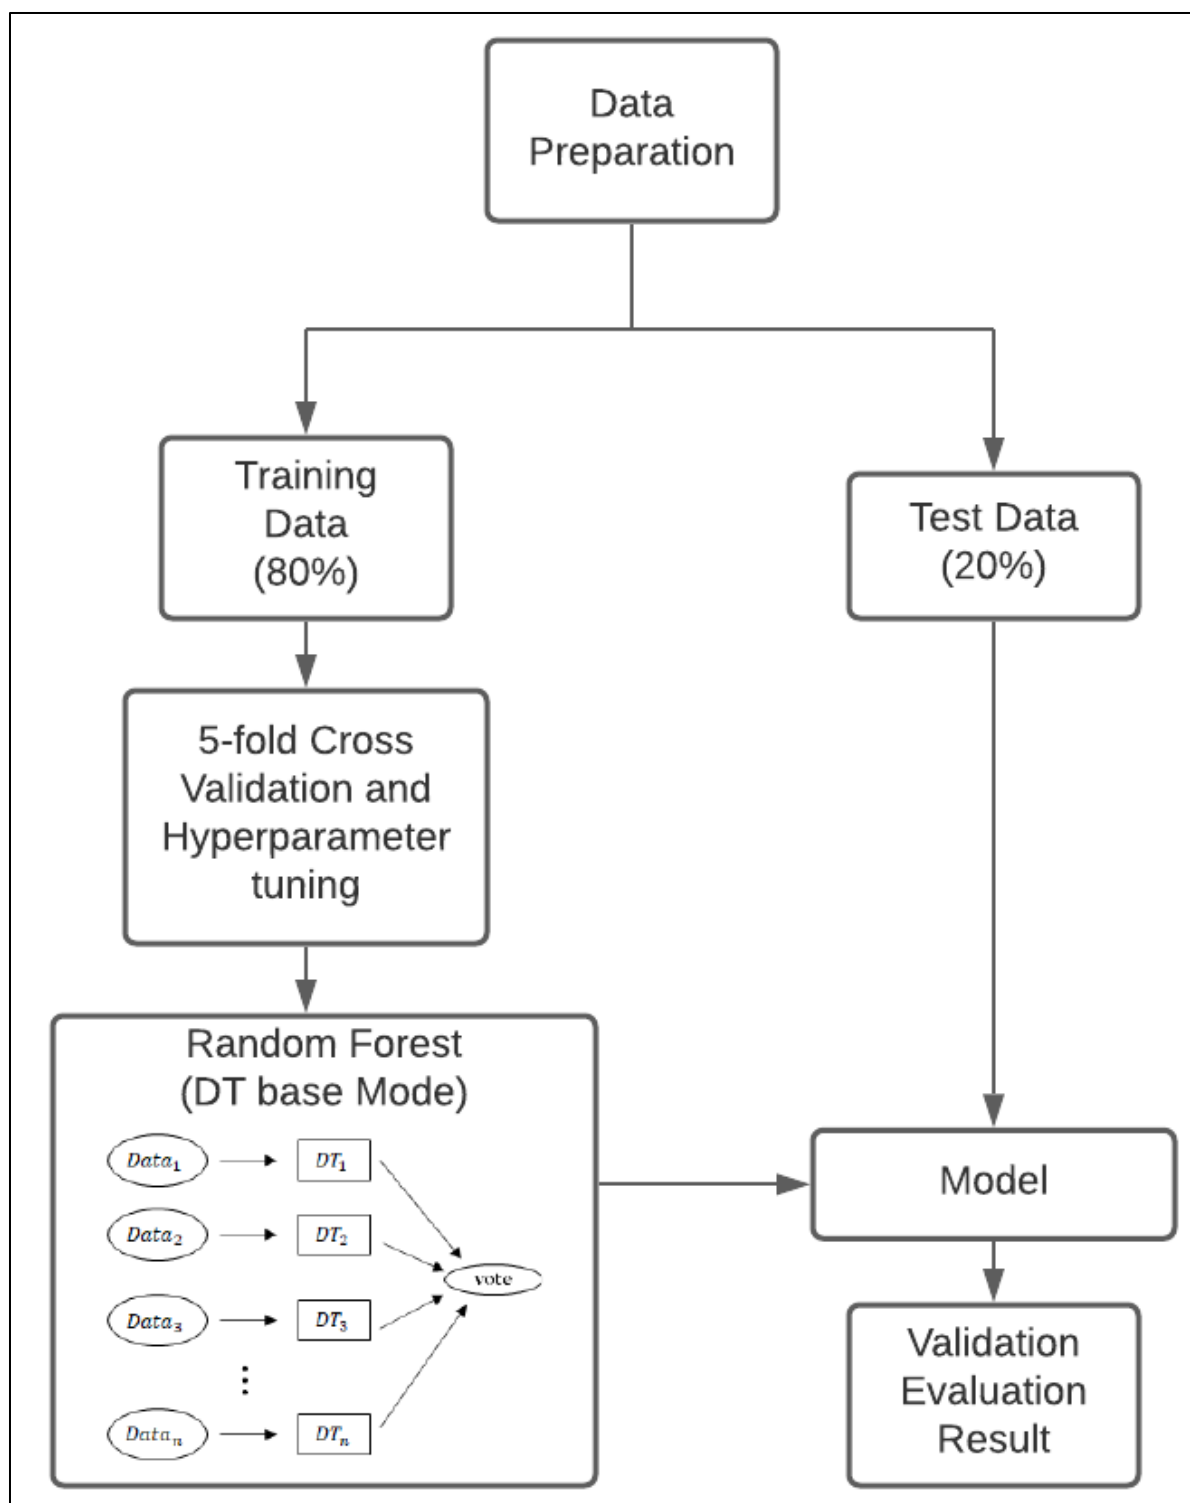 Data
Preparation
Training
Data
(80%)
Test Data
(20%)
5-fold Cross
Validation and
Hyperparameter
tuning
Random Forest
(DT base Mode)
Data₁
DT₁
Data₂
DT₂
vote
Data₃
DT₃
⋮
Dataₙ
DTₙ
Model
Validation
Evaluation
Result